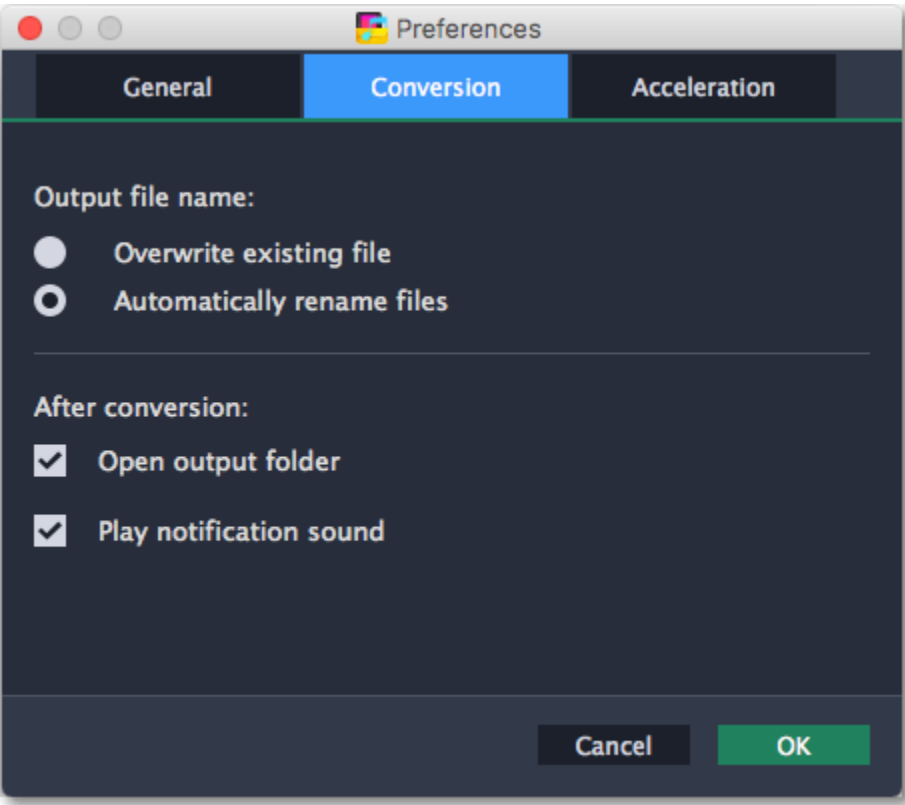 Preferences
General Conversion Acceleration
Output file name:
Overwrite existing file
Automatically rename files
After conversion:
Open output folder
Play notification sound
Cancel OK